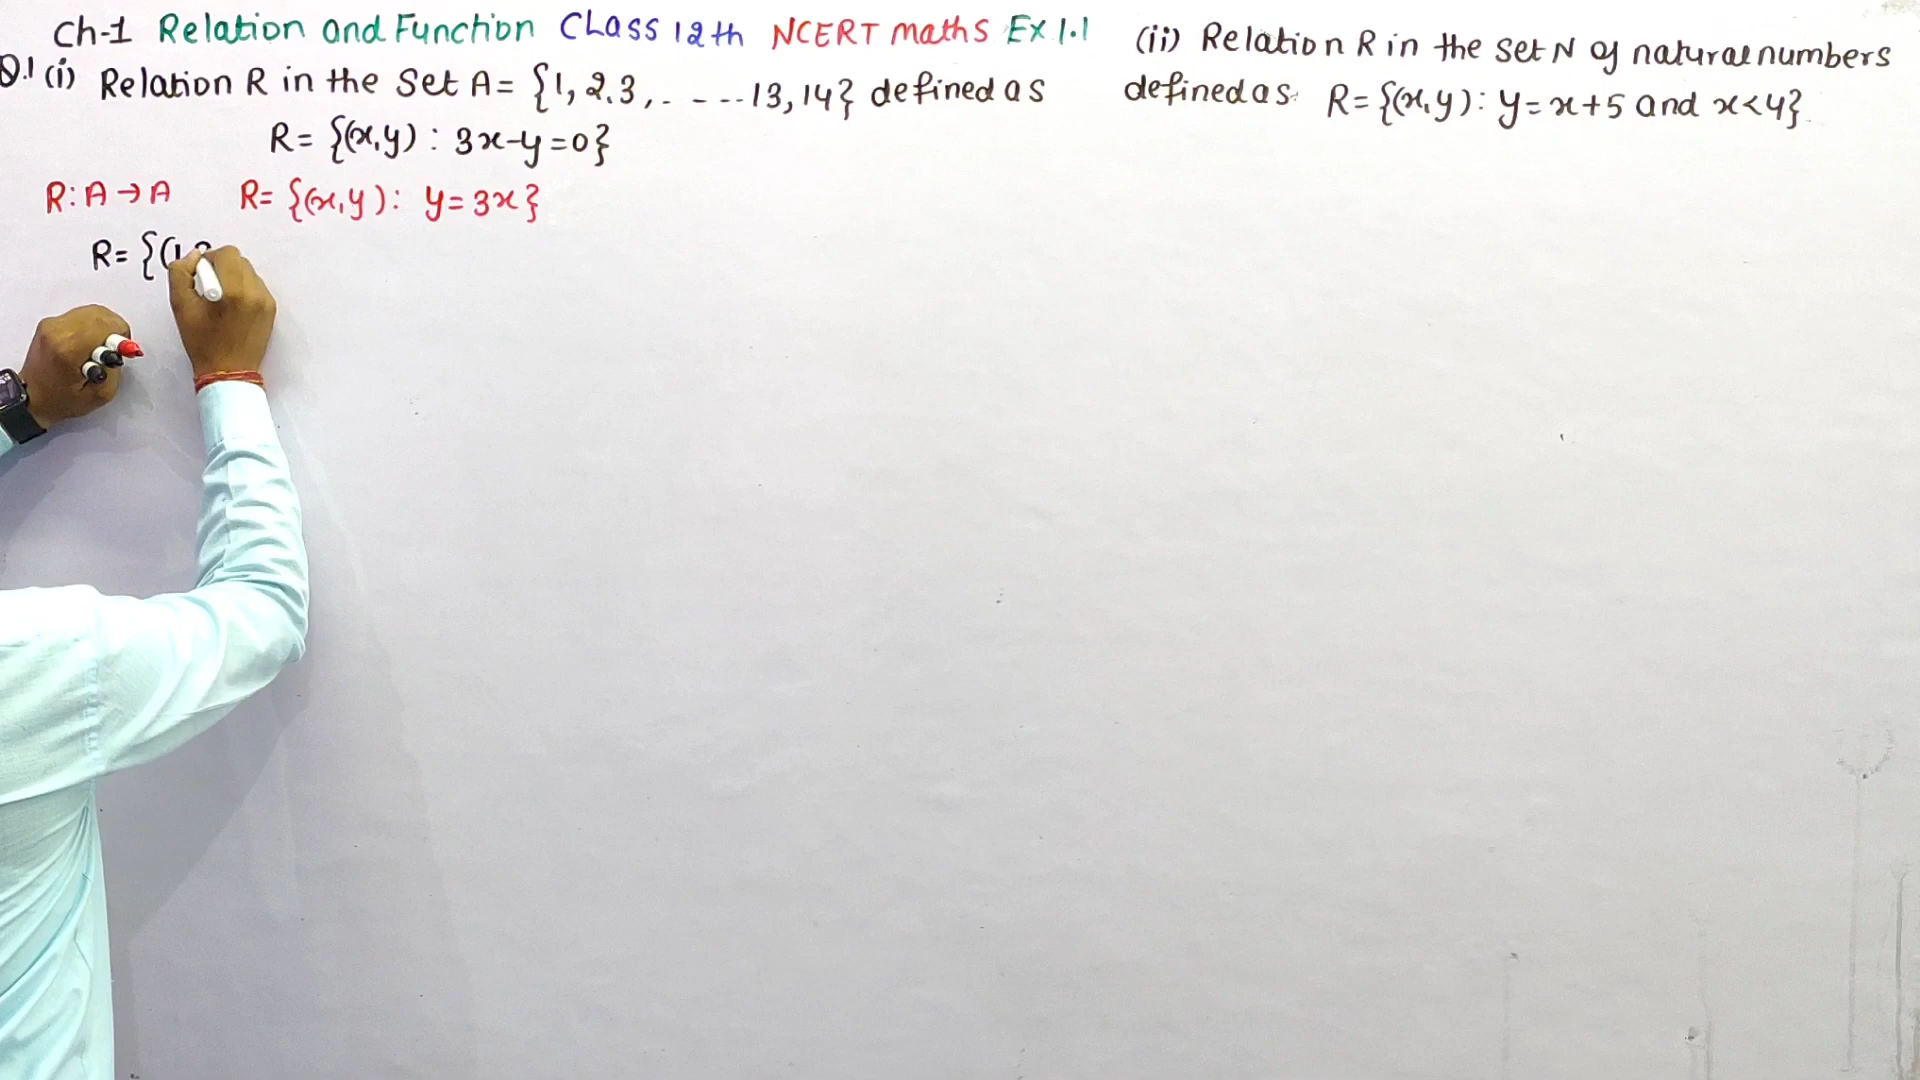 Ch-1 Relation and Function Class 12th NCERT maths Ex 1.1
Q.1 (i) Relation R in the Set A = {1, 2, 3, . - - - - 13, 14} defined as
R = {(x, y) : 3x-y=0}
R: A → A R= {(x, y) : y = 3x}
R= {(1,
(ii) Relation R in the set N of natural numbers
defined as R= {(x, y) : y = x + 5 and x < 4}